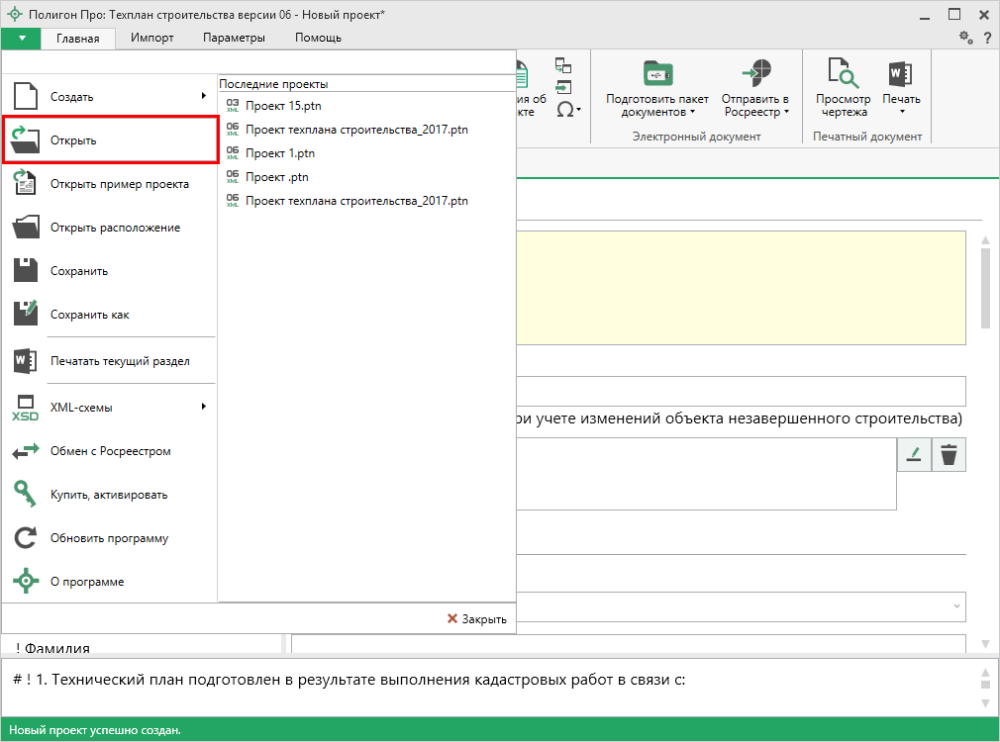 Полигон Про: Техплан строительства версии 06 - Новый проект*
Главная Импорт Параметры Помощь
?
Создать
Открыть
Открыть пример проекта
Открыть расположение
Сохранить
Сохранить как
Печатать текущий раздел
XSD XML-схемы
Обмен с Росреестром
Купить, активировать
Обновить программу
О программе
Последние проекты
03 XML Проект 15.ptn
06 XML Проект техплана строительства_2017.ptn
06 XML Проект 1.ptn
06 XML Проект .ptn
06 XML Проект техплана строительства_2017.ptn
Закрыть
ия об
кте
Ω
Подготовить пакет
документов
Отправить в
Росреестр
Электронный документ
Просмотр
чертежа
W
Печать
Печатный документ
ри учете изменений объекта незавершенного строительства)
! Фамилия
# ! 1. Технический план подготовлен в результате выполнения кадастровых работ в связи с:
Новый проект успешно создан.